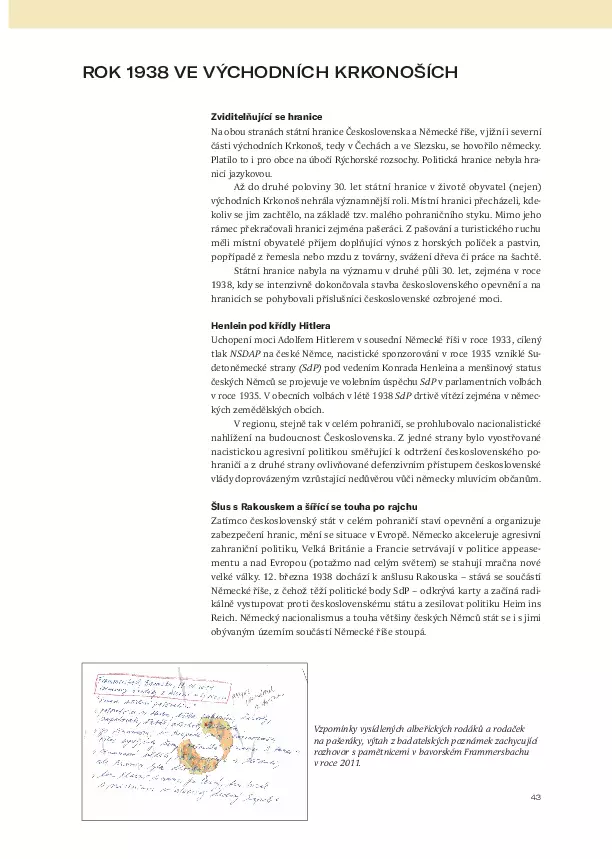 ROK 1938 VE VÝCHODNÍCH KRKONOŠÍCH
Zviditelňující se hranice
Na obou stranách státní hranice Československa a Německé říše, v jižní i severní
části východních Krkonoš, tedy v Čechách a ve Slezsku, se hovořilo německy.
Platilo to i pro obce na úbočí Rýchorské rozsochy. Politická hranice nebyla hra-
nicí jazykovou.
Až do druhé poloviny 30. let státní hranice v životě obyvatel (nejen)
východních Krkonoš nehrála významnější roli. Místní hranici přecházeli, kde-
koliv se jim zachtělo, na základě tzv. malého pohraničního styku. Mimo jeho
rámec překračovali hranici zejména pašeráci. Z pašování a turistického ruchu
měli místní obyvatelé příjem doplňující výnos z horských políček a pastvin,
popřípadě z řemesla nebo mzdu z továrny, svážení dřeva či práce na šachtě.
Státní hranice nabyla na významu v druhé půli 30. let, zejména v roce
1938, kdy se intenzivně dokončovala stavba československého opevnění a na
hranicích se pohybovali příslušníci československé ozbrojené moci.
Henlein pod křídly Hitlera
Uchopení moci Adolfem Hitlerem v sousední Německé říši v roce 1933, cílený
tlak NSDAP na české Němce, nacistické sponzorování v roce 1935 vzniklé Su-
detoněmecké strany (SdP) pod vedením Konrada Henleina a menšinový status
českých Němců se projevuje ve volebním úspěchu SdP v parlamentních volbách
v roce 1935. V obecních volbách v létě 1938 SdP drtivě vítězí zejména v němec-
kých zemědělských obcích.
V regionu, stejně tak v celém pohraničí, se prohlubovalo nacionalistické
nahlížení na budoucnost Československa. Z jedné strany bylo vyostřované
nacistickou agresivní politikou směřující k odtržení československého po-
hraničí a z druhé strany ovlivňované defenzivním přístupem československé
vlády doprovázeným vzrůstající nedůvěrou vůči německy mluvícím občanům.
Šlus s Rakouskem a šířící se touha po rajchu
Zatímco československý stát v celém pohraničí staví opevnění a organizuje
zabezpečení hranic, mění se situace v Evropě. Německo akceleruje agresivní
zahraniční politiku, Velká Británie a Francie setrvávají v politice appease-
mentu a nad Evropou (potažmo nad celým světem) se stahují mračna nové
velké války. 12. března 1938 dochází k anšlusu Rakouska – stává se součástí
Německé říše, z čehož těží politické body SdP – odkrývá karty a začíná radi-
kálně vystupovat proti československému státu a zesilovat politiku Heim ins
Reich. Německý nacionalismus a touha většiny českých Němců stát se i s jimi
obývaným územím součástí Německé říše stoupá.
Vzpomínky vysídlených albeřických rodáků a rodaček
na pašeráky, výtah z badatelských poznámek zachycující
rozhovor s pamětnicemi v bavorském Frammersbachu
v roce 2011.
43